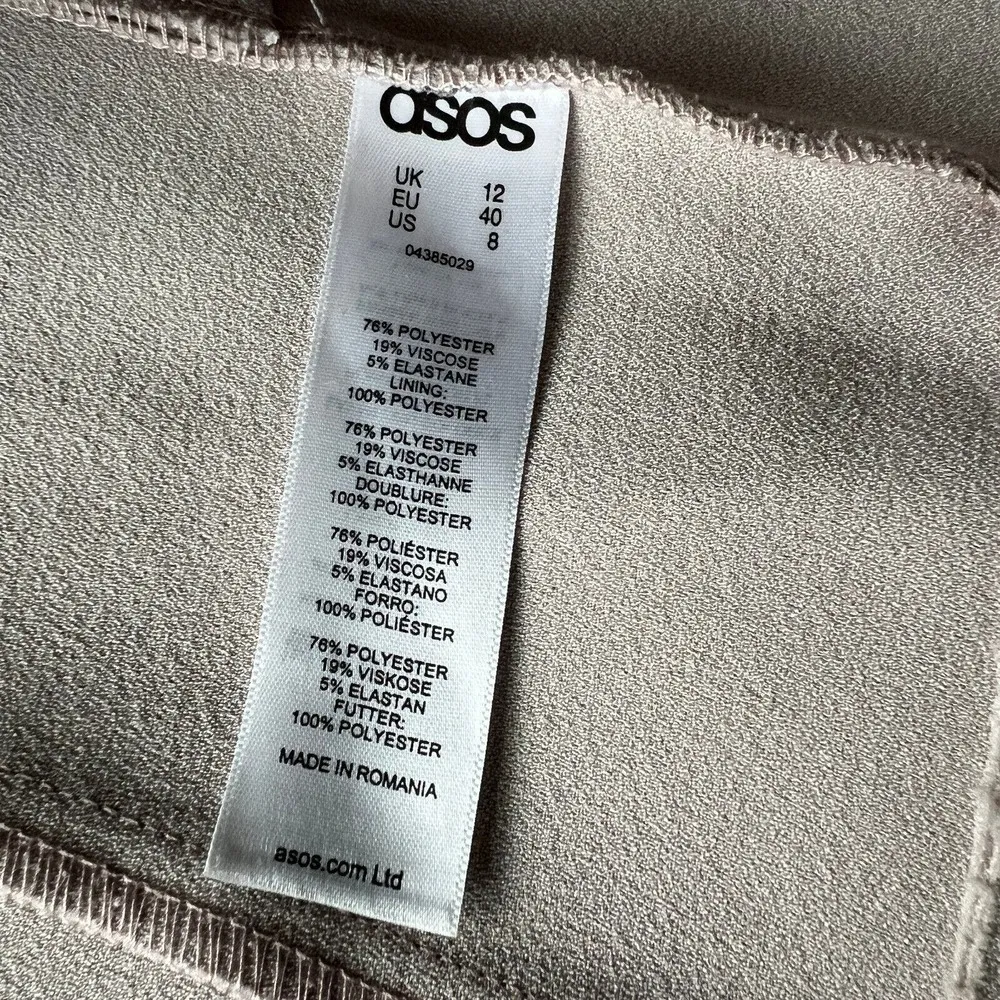 asos
UK 12
EU 40
US 8
04385029
76% POLYESTER
19% VISCOSE
5% ELASTANE
LINING:
100% POLYESTER
76% POLYESTER
19% VISCOSE
5% ELASTHANNE
DOUBLURE:
100% POLYESTER
76% POLIÉSTER
19% VISCOSA
5% ELASTANO
FORRO:
100% POLIÉSTER
76% POLYESTER
19% VISKOSE
5% ELASTAN
FUTTER:
100% POLYESTER
MADE IN ROMANIA
asos.com Ltd